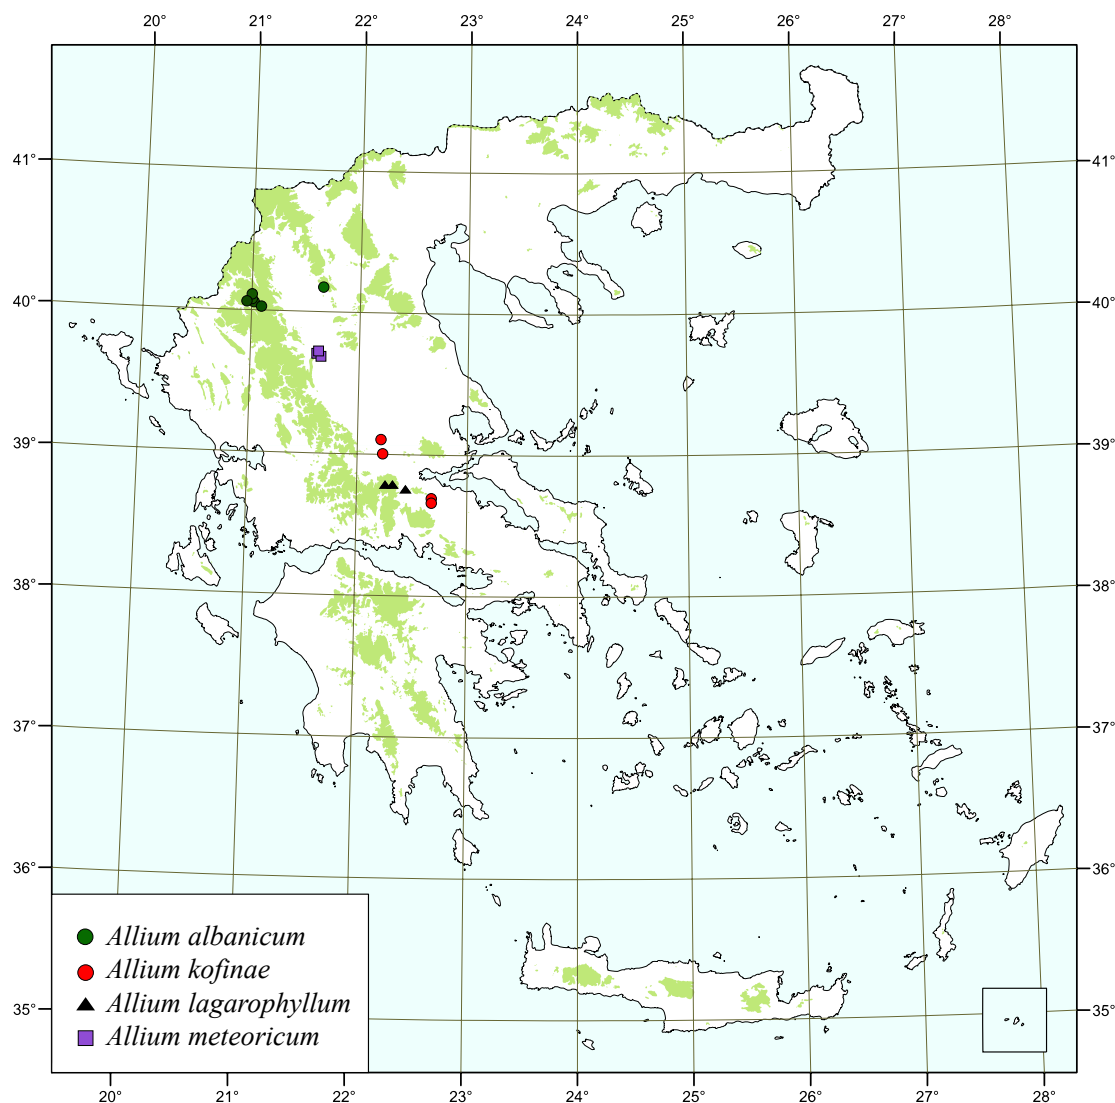 20° 21° 22° 23° 24° 25° 26° 27° 28°
41° 41°
40° 40°
39° 39°
38° 38°
37° 37°
36° 36°
Allium albanicum
Allium kofinae
Allium lagarophyllum
35° 35°
Allium meteoricum
20° 21° 22° 23° 24° 25° 26° 27° 28°